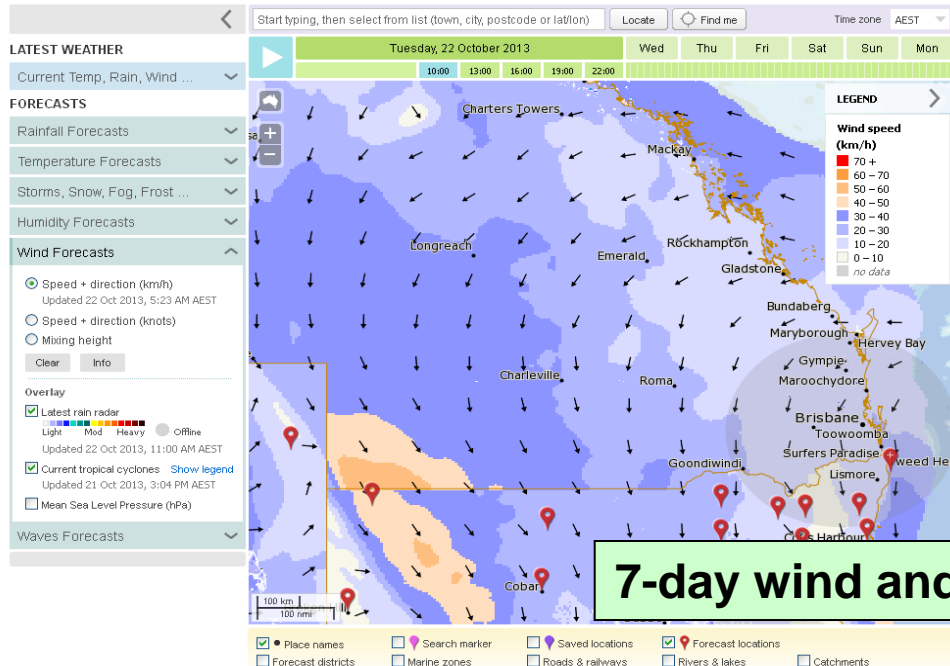 Start typing, then select from list (town, city, postcode or lat/lon)
Locate
Find me
Time zone AEST
LATEST WEATHER
Current Temp, Rain, Wind ...
FORECASTS
Rainfall Forecasts
Temperature Forecasts
Storms, Snow, Fog, Frost ...
Humidity Forecasts
Wind Forecasts
Speed + direction (km/h)
Updated 22 Oct 2013, 5:23 AM AEST
Speed + direction (knots)
Mixing height
Clear Info
Overlay
Latest rain radar
Light Mod Heavy Offline
Updated 22 Oct 2013, 11:00 AM AEST
Current tropical cyclones Show legend
Updated 21 Oct 2013, 3:04 PM AEST
Mean Sea Level Pressure (hPa)
Waves Forecasts
Tuesday, 22 October 2013 Wed Thu Fri Sat Sun Mon
10:00 13:00 16:00 19:00 22:00
LEGEND
Wind speed
(km/h)
70 +
60 – 70
50 – 60
40 – 50
30 – 40
20 – 30
10 – 20
0 – 10
no data
Charters Towers
Mackay
Longreach
Emerald
Rockhampton
Gladstone
Bundaberg
Maryborough
Hervey Bay
Gympie
Charleville
Roma
Maroochydore
Brisbane
Toowoomba
Surfers Paradise
weed He
Goondiwindi
Lismore
Harbour
Cobar
100 km
100 nmi
7-day wind and
Place names Search marker Saved locations Forecast locations
Forecast districts Marine zones Roads & railways Rivers & lakes Catchments